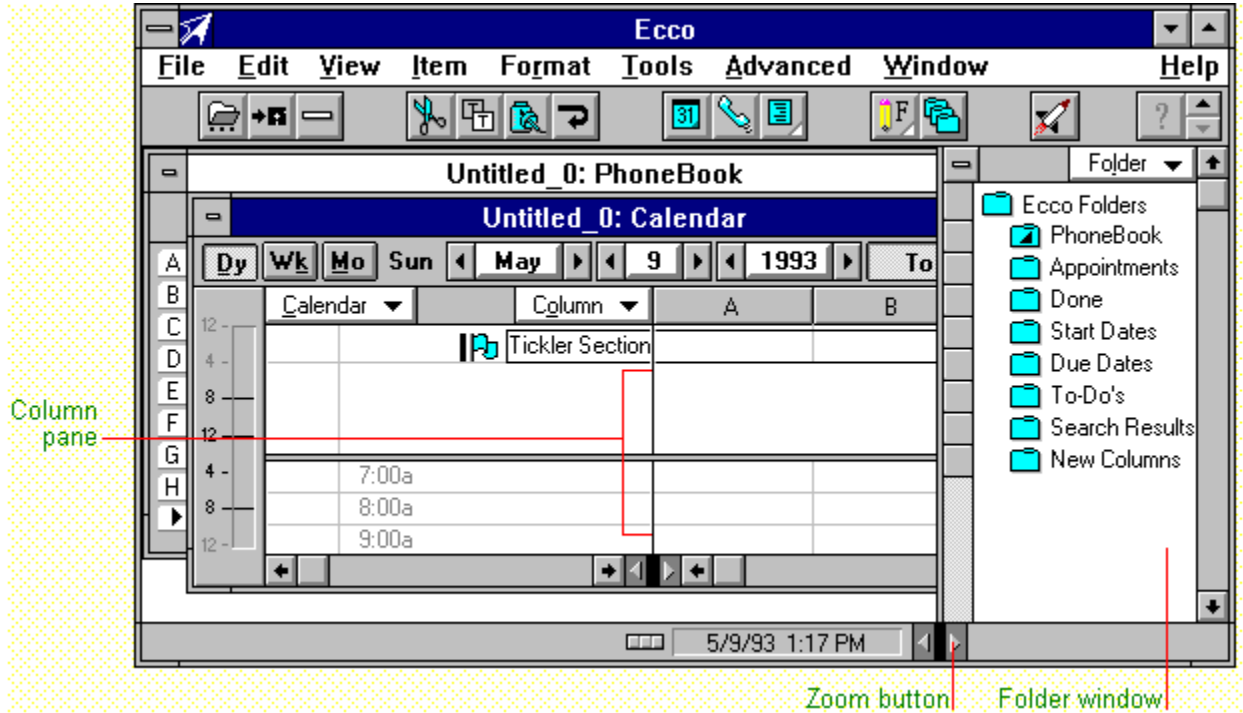 Ecco
File Edit View Item Format Tools Advanced Window Help
31 F ?
Untitled_0: PhoneBook
Folder
Untitled_0: Calendar
Dy Wk Mo Sun May 9 1993 To
Calendar Column A B
Tickler Section
12
4
8
12
4
8
12
7:00a
8:00a
9:00a
A
B
C
D
E
F
G
H
Ecco Folders
PhoneBook
Appointments
Done
Start Dates
Due Dates
To-Do's
Search Results
New Columns
5/9/93 1:17 PM
Column
pane
Zoom button
Folder window